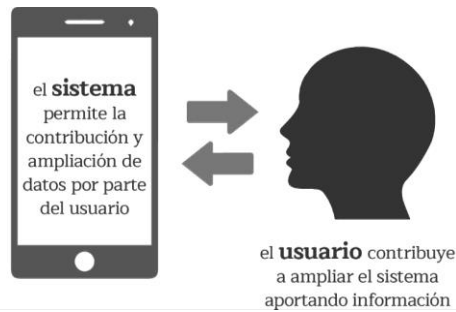 el sistema
permite la
contribución y
ampliación de
datos por parte
del usuario
el usuario contribuye
a ampliar el sistema
aportando información